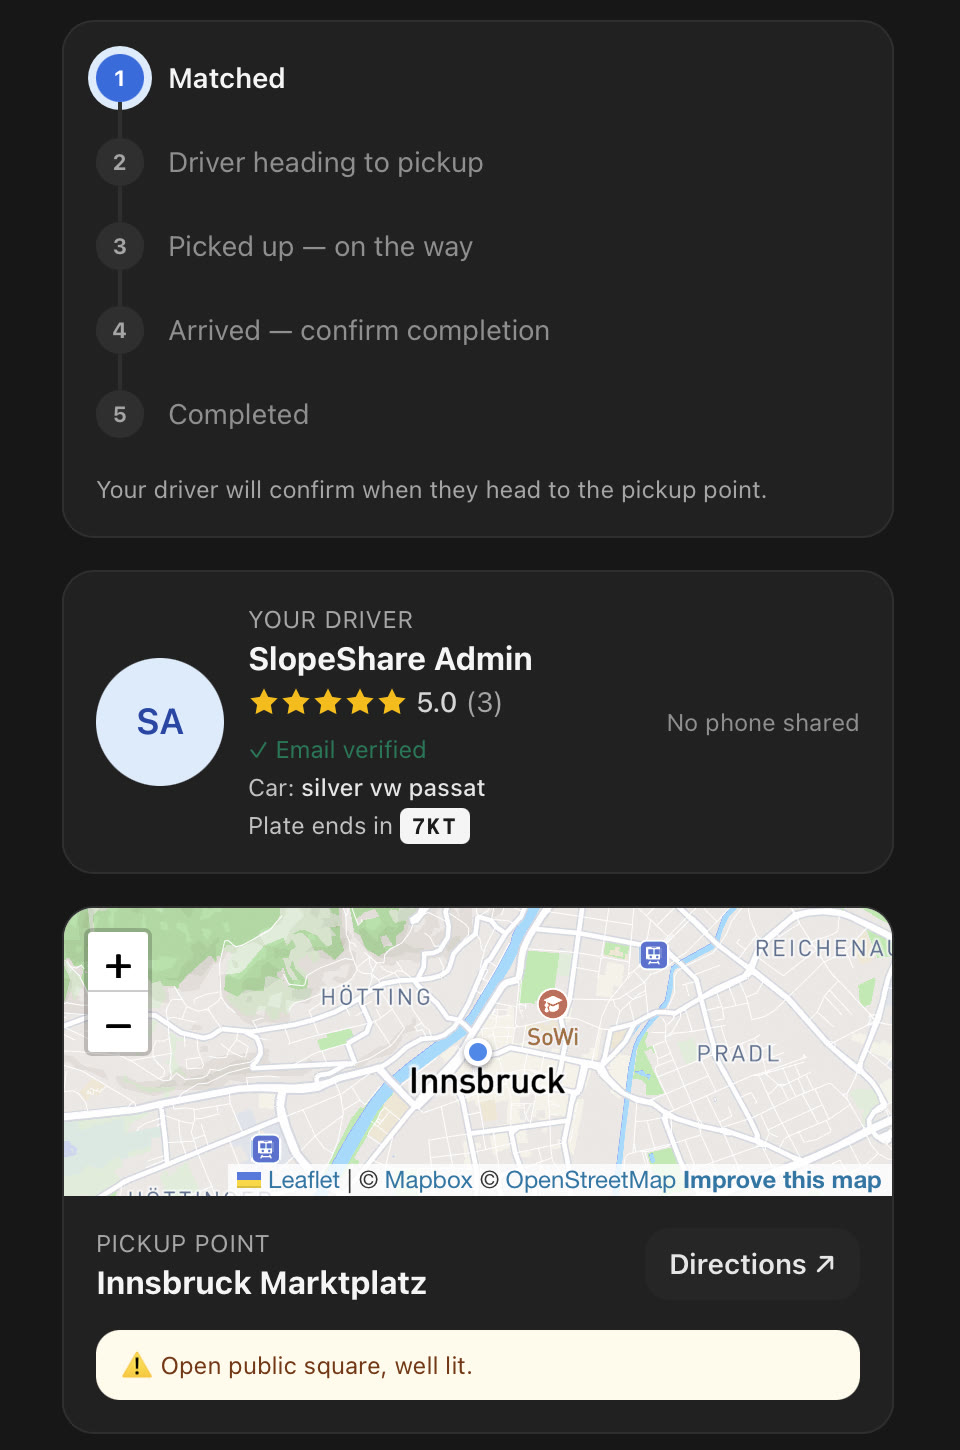 1 Matched
2 Driver heading to pickup
3 Picked up — on the way
4 Arrived — confirm completion
5 Completed
Your driver will confirm when they head to the pickup point.
SA
YOUR DRIVER
SlopeShare Admin
5.0 (3)
✓ Email verified
Car: silver vw passat
Plate ends in 7KT
No phone shared
+
−
REICHENAU
HÖTTING
SoWi
PRADL
Innsbruck
Leaflet | © Mapbox © OpenStreetMap Improve this map
PICKUP POINT
Innsbruck Marktplatz
Directions ↗
⚠️ Open public square, well lit.